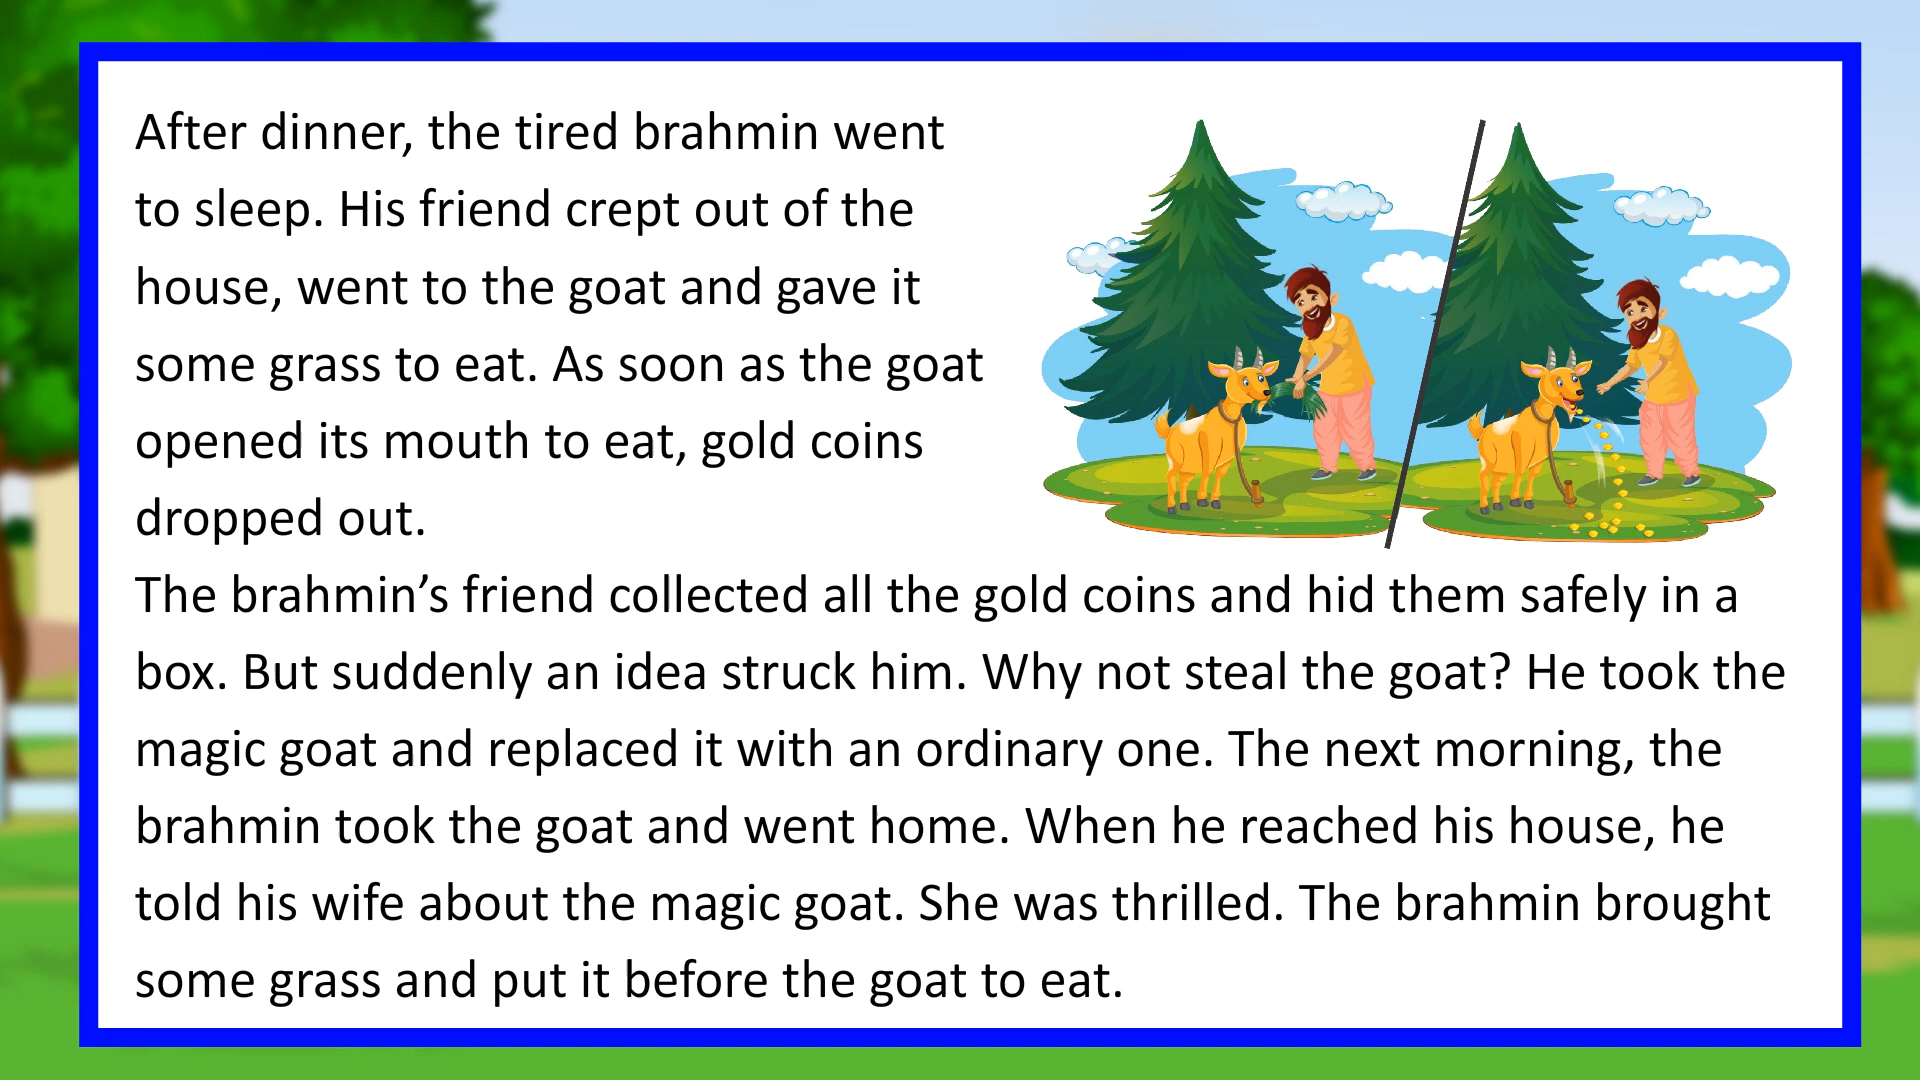 After dinner, the tired brahmin went
to sleep. His friend crept out of the
house, went to the goat and gave it
some grass to eat. As soon as the goat
opened its mouth to eat, gold coins
dropped out.
The brahmin’s friend collected all the gold coins and hid them safely in a
box. But suddenly an idea struck him. Why not steal the goat? He took the
magic goat and replaced it with an ordinary one. The next morning, the
brahmin took the goat and went home. When he reached his house, he
told his wife about the magic goat. She was thrilled. The brahmin brought
some grass and put it before the goat to eat.